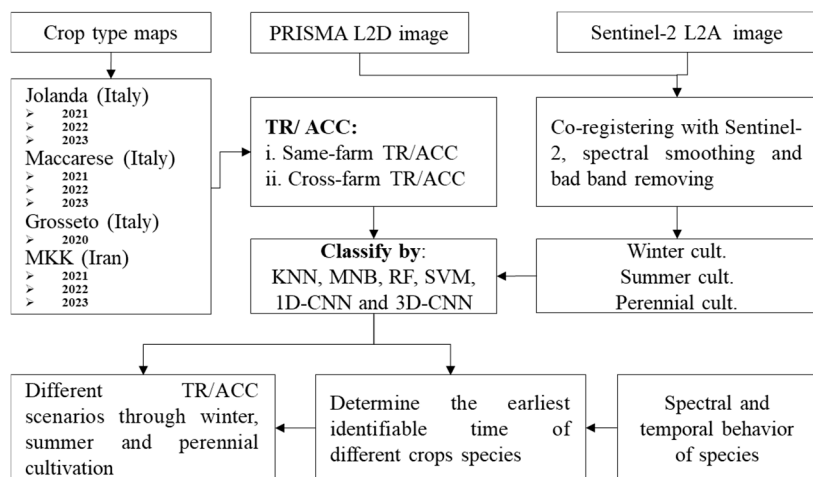 Crop type maps
PRISMA L2D image
Sentinel-2 L2A image
Jolanda (Italy)
➢ 2021
➢ 2022
➢ 2023
Maccarese (Italy)
➢ 2021
➢ 2022
➢ 2023
Grosseto (Italy)
➢ 2020
MKK (Iran)
➢ 2021
➢ 2022
➢ 2023
TR/ ACC:
i. Same-farm TR/ACC
ii. Cross-farm TR/ACC
Co-registering with Sentinel-
2, spectral smoothing and
bad band removing
Classify by:
KNN, MNB, RF, SVM,
1D-CNN and 3D-CNN
Winter cult.
Summer cult.
Perennial cult.
Different TR/ACC
scenarios through winter,
summer and perennial
cultivation
Determine the earliest
identifiable time of
different crops species
Spectral and
temporal behavior
of species